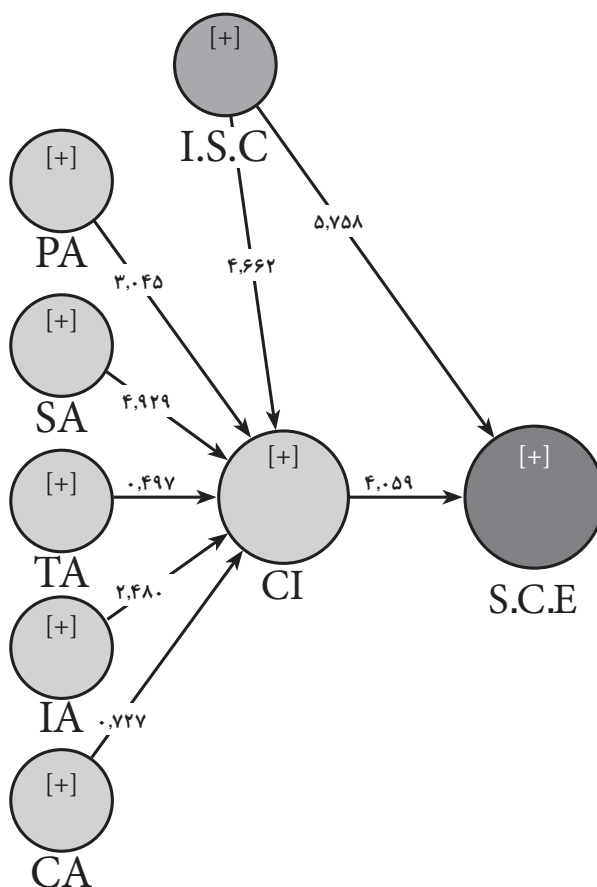 [+]
I.S.C
[+]
PA
۵,۷۵۸
۴,۶۶۲
۳,۰۴۵
[+]
SA
۴,۹۲۹
[+]
CI
[+]
S.C.E
[+]
TA
۰,۴۹۷
۴,۰۵۹
[+]
IA
۲,۴۸۰
۰,۷۲۷
[+]
CA